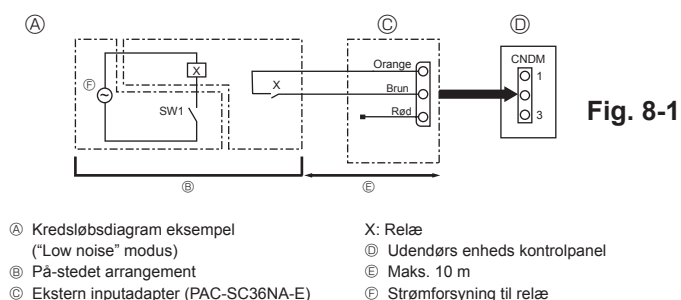 Ⓐ Ⓒ Ⓓ
CNDM
Orange
X
1
Ⓕ
X
Brun
SW1
Rød
3
Fig. 8-1
Ⓑ Ⓔ
Ⓐ Kredsløbsdiagram eksempel
("Low noise" modus)
Ⓑ På-stedet arrangement
Ⓒ Ekstern inputadapter (PAC-SC36NA-E)
X: Relæ
Ⓓ Udendørs enheds kontrolpanel
Ⓔ Maks. 10 m
Ⓕ Strømforsyning til relæ